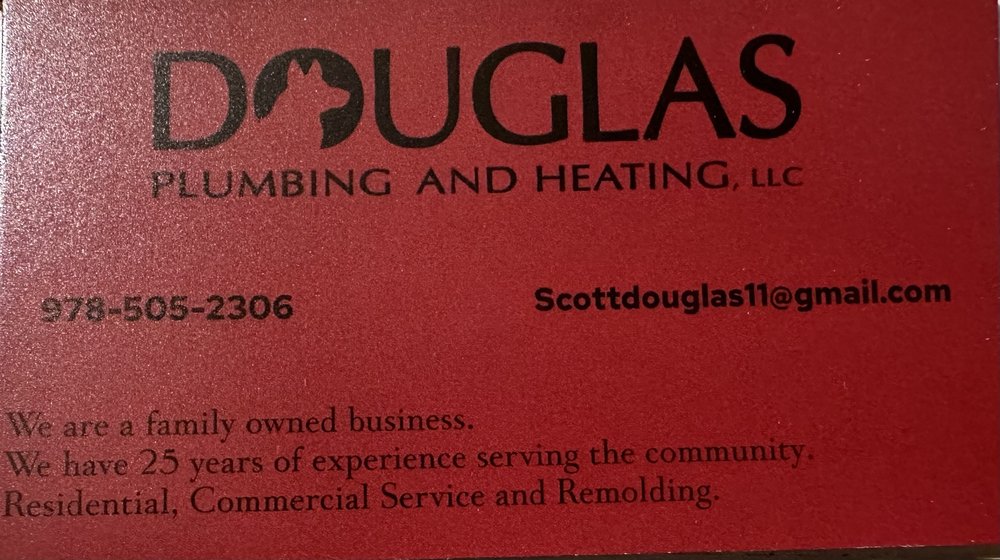 DOUGLAS
PLUMBING AND HEATING, LLC
978-505-2306
Scottdouglas11@gmail.com
We are a family owned business.
We have 25 years of experience serving the community.
Residential, Commercial Service and Remolding.